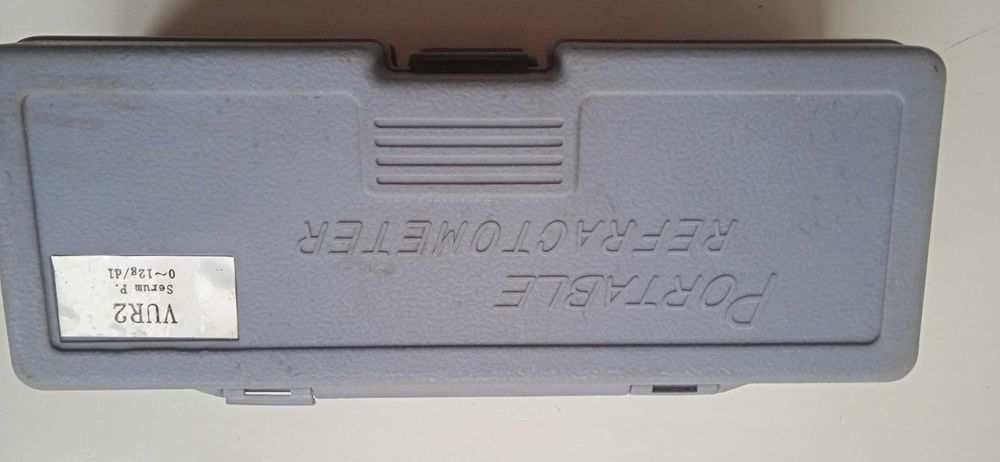 PORTABLE
REFRACTOMETER
VUR2
Serum P.
0~12g/dl